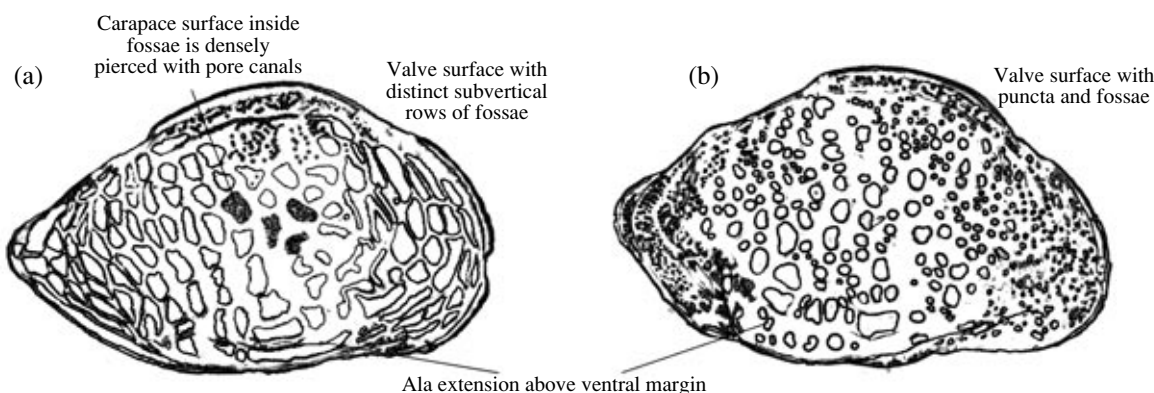 Carapace surface inside
fossae is densely
pierced with pore canals
(a)
Valve surface with
distinct subvertical
rows of fossae
(b)
Valve surface with
puncta and fossae
Ala extension above ventral margin